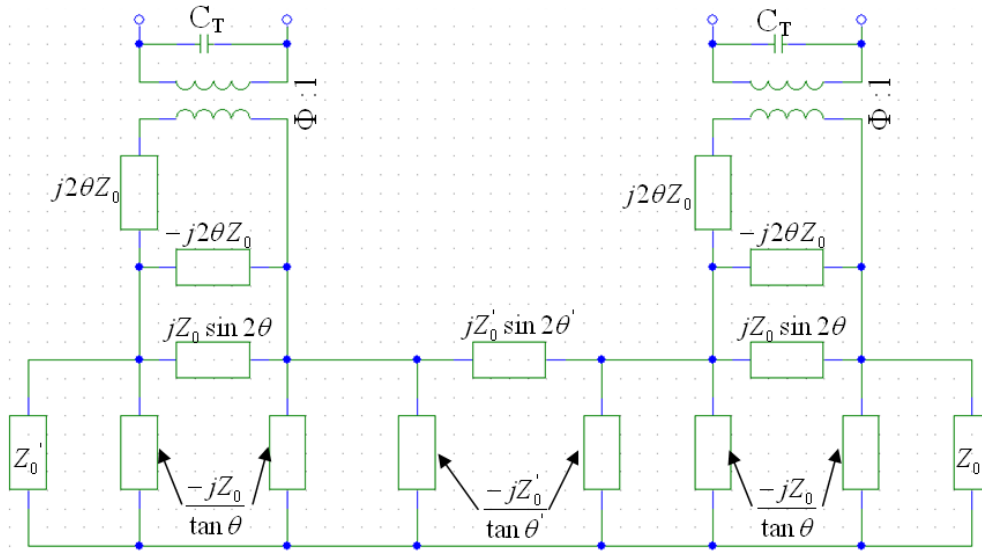 C_T
C_T
Φ:1
Φ:1
j2θZ_0
j2θZ_0
-j2θZ_0
-j2θZ_0
jZ_0 sin 2θ
jZ_0' sin 2θ'
jZ_0 sin 2θ
Z_0'
Z_0
-jZ_0
tan θ
-jZ_0'
tan θ'
-jZ_0
tan θ